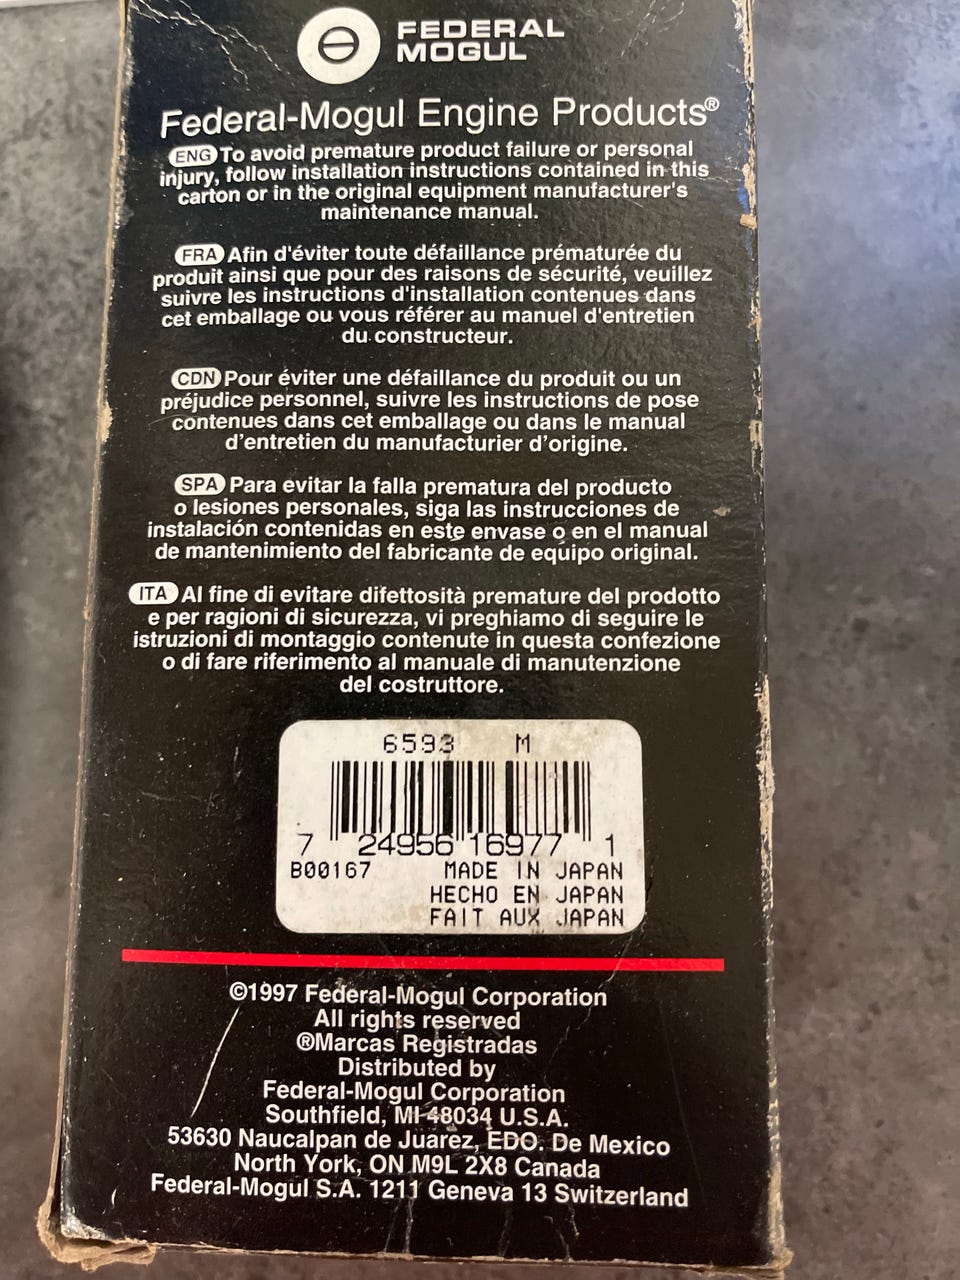 FEDERAL
MOGUL
Federal-Mogul Engine Products®
ENG To avoid premature product failure or personal
injury, follow installation instructions contained in this
carton or in the original equipment manufacturer's
maintenance manual.
FRA Afin d'éviter toute défaillance prématurée du
produit ainsi que pour des raisons de sécurité, veuillez
suivre les instructions d'installation contenues dans
cet emballage ou vous référer au manuel d'entretien
du constructeur.
CDN Pour éviter une défaillance du produit ou un
préjudice personnel, suivre les instructions de pose
contenues dans cet emballage ou dans le manual
d'entretien du manufacturier d'origine.
SPA Para evitar la falla prematura del producto
o lesiones personales, siga las instrucciones de
instalación contenidas en este envase o en el manual
de mantenimiento del fabricante de equipo original.
ITA Al fine di evitare difettosità premature del prodotto
e per ragioni di sicurezza, vi preghiamo di seguire le
istruzioni di montaggio contenute in questa confezione
o di fare riferimento al manuale di manutenzione
del costruttore.
6593 M
7 24956 16977 1
B00167 MADE IN JAPAN
HECHO EN JAPAN
FAIT AUX JAPAN
©1997 Federal-Mogul Corporation
All rights reserved
®Marcas Registradas
Distributed by
Federal-Mogul Corporation
Southfield, MI 48034 U.S.A.
53630 Naucalpan de Juarez, EDO. De Mexico
North York, ON M9L 2X8 Canada
Federal-Mogul S.A. 1211 Geneva 13 Switzerland